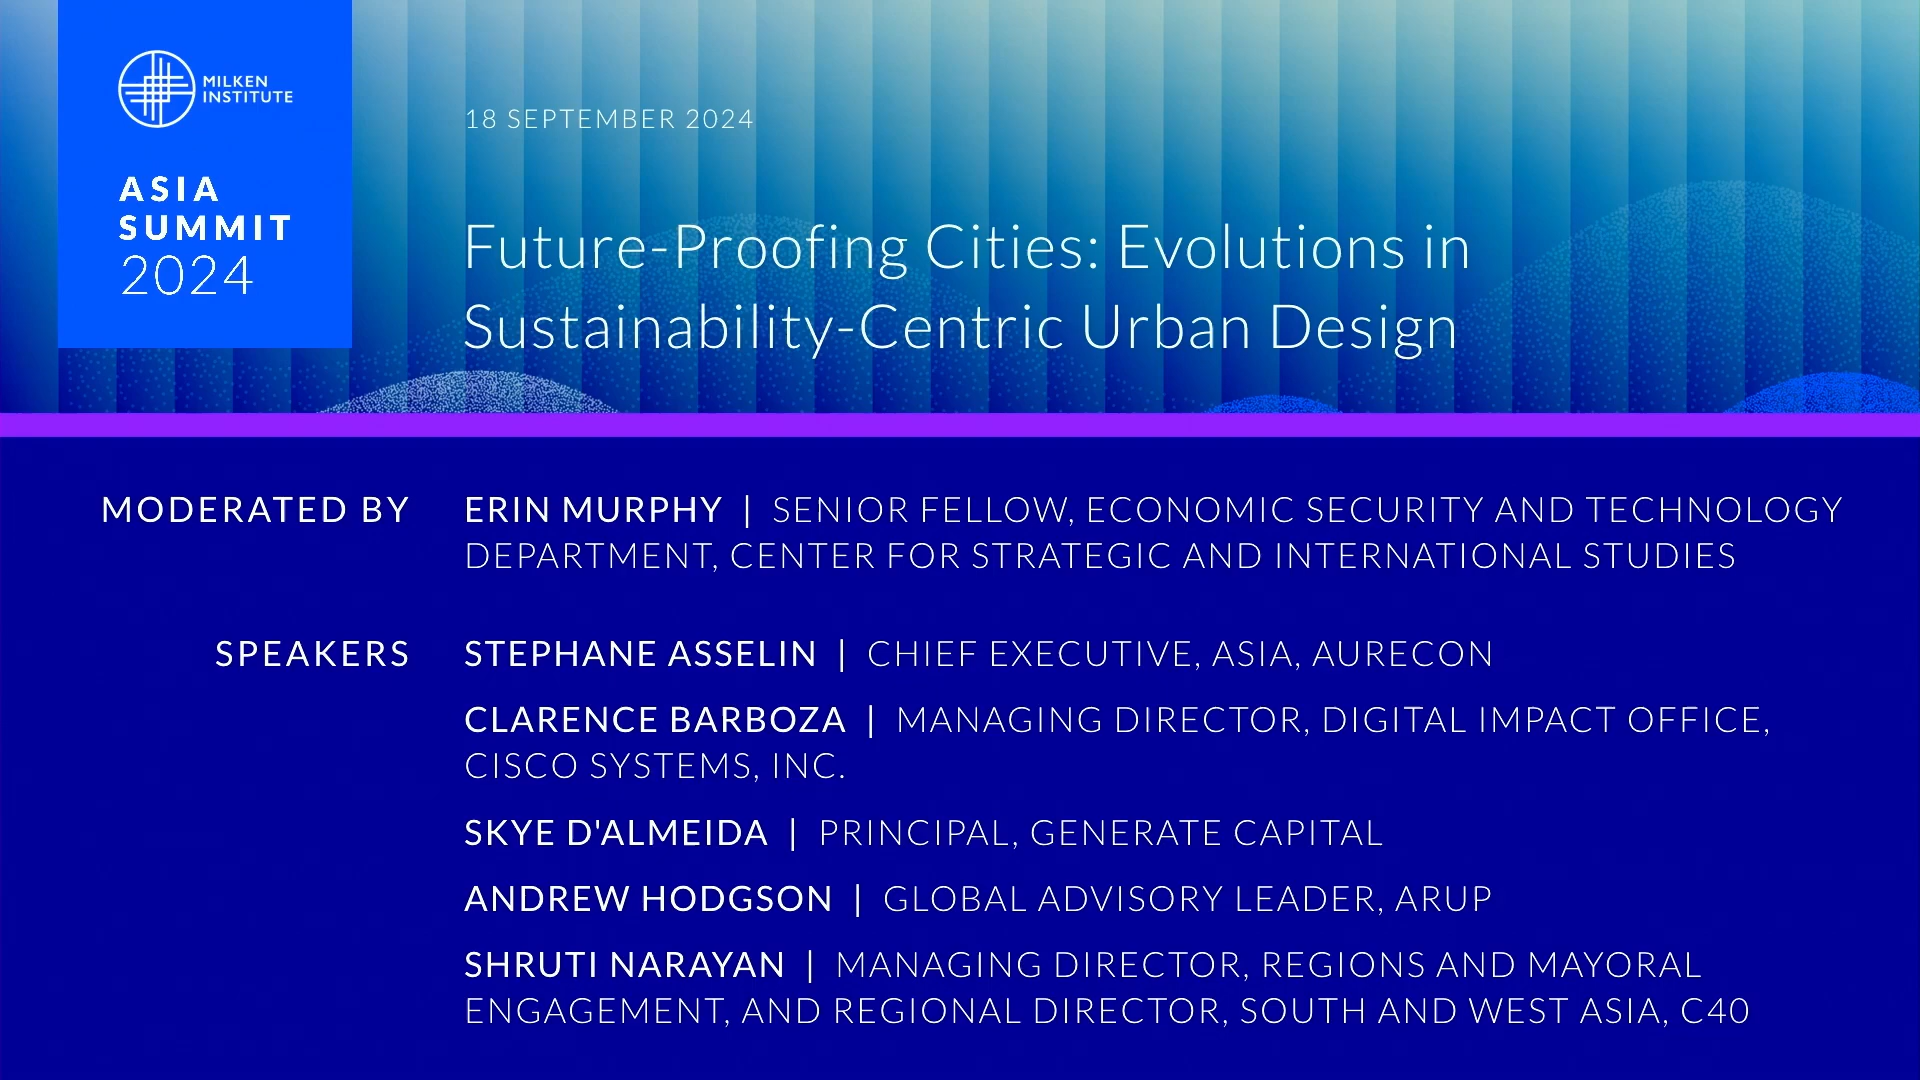 MILKEN
INSTITUTE
ASIA
SUMMIT
2024
18 SEPTEMBER 2024
Future-Proofing Cities: Evolutions in
Sustainability-Centric Urban Design
MODERATED BY
ERIN MURPHY | SENIOR FELLOW, ECONOMIC SECURITY AND TECHNOLOGY
DEPARTMENT, CENTER FOR STRATEGIC AND INTERNATIONAL STUDIES
SPEAKERS
STEPHANE ASSELIN | CHIEF EXECUTIVE, ASIA, AURECON
CLARENCE BARBOZA | MANAGING DIRECTOR, DIGITAL IMPACT OFFICE,
CISCO SYSTEMS, INC.
SKYE D'ALMEIDA | PRINCIPAL, GENERATE CAPITAL
ANDREW HODGSON | GLOBAL ADVISORY LEADER, ARUP
SHRUTI NARAYAN | MANAGING DIRECTOR, REGIONS AND MAYORAL
ENGAGEMENT, AND REGIONAL DIRECTOR, SOUTH AND WEST ASIA, C40